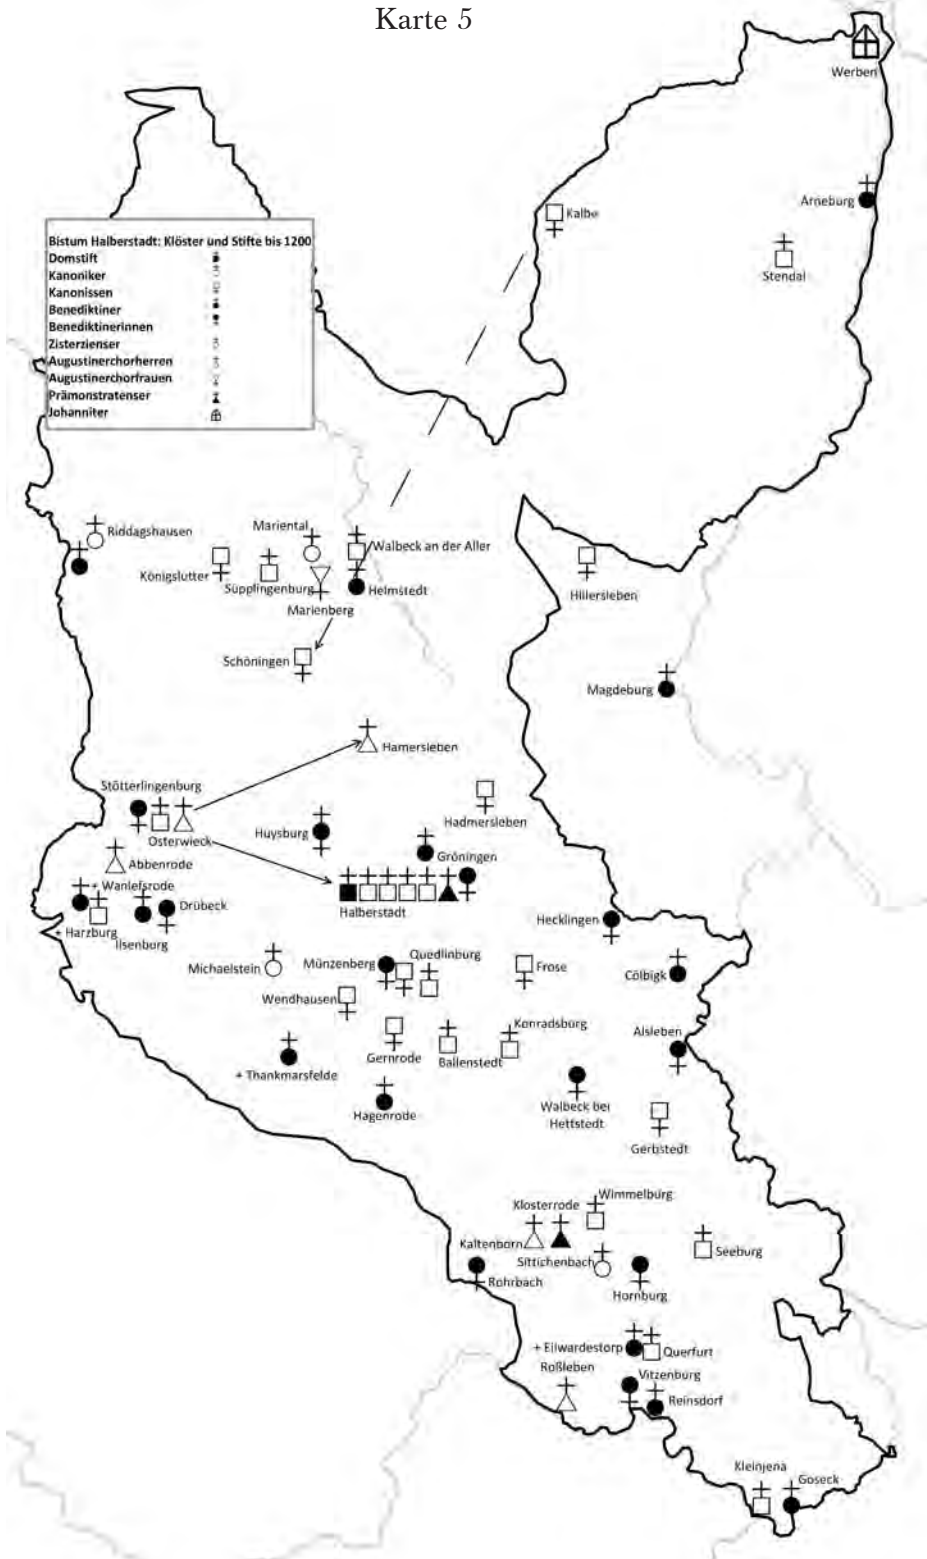 Karte 5
Werben
Arneburg
Kalbe
Stendal
Bistum Halberstadt: Klöster und Stifte bis 1200
Domstift
Kanoniker
Kanonissen
Benediktiner
Benediktinerinnen
Zisterzienser
Augustinerchorherren
Augustinerchorfrauen
Prämonstratenser
Johanniter
Riddagshausen
Mariental
Walbeck an der Aller
Königslutter
Süpplingenburg
Helmstedt
Marienberg
Hillersleben
Schöningen
Magdeburg
Hamersleben
Stötterlingenburg
Osterwieck
Huysburg
Hadmersleben
Gröningen
Abbenrode
+ Wanlefsrode
Drübeck
Halberstadt
+ Harzburg
Ilsenburg
Hecklingen
Quedlinburg
Michaelstein
Münzenberg
Frose
Cölbigk
Wendhausen
Konradsburg
Alsleben
Gernrode
Ballenstedt
+ Thankmarsfelde
Hagenrode
Walbeck bei
Hettstedt
Gerbstedt
Wimmelburg
Klosterrode
Kaltenborn
Seeburg
Sittichenbach
Rohrbach
Hornburg
+ Eilwardestorp
Querfurt
Roßleben
Vitzenburg
Reinsdorf
Kleinjena
Goseck